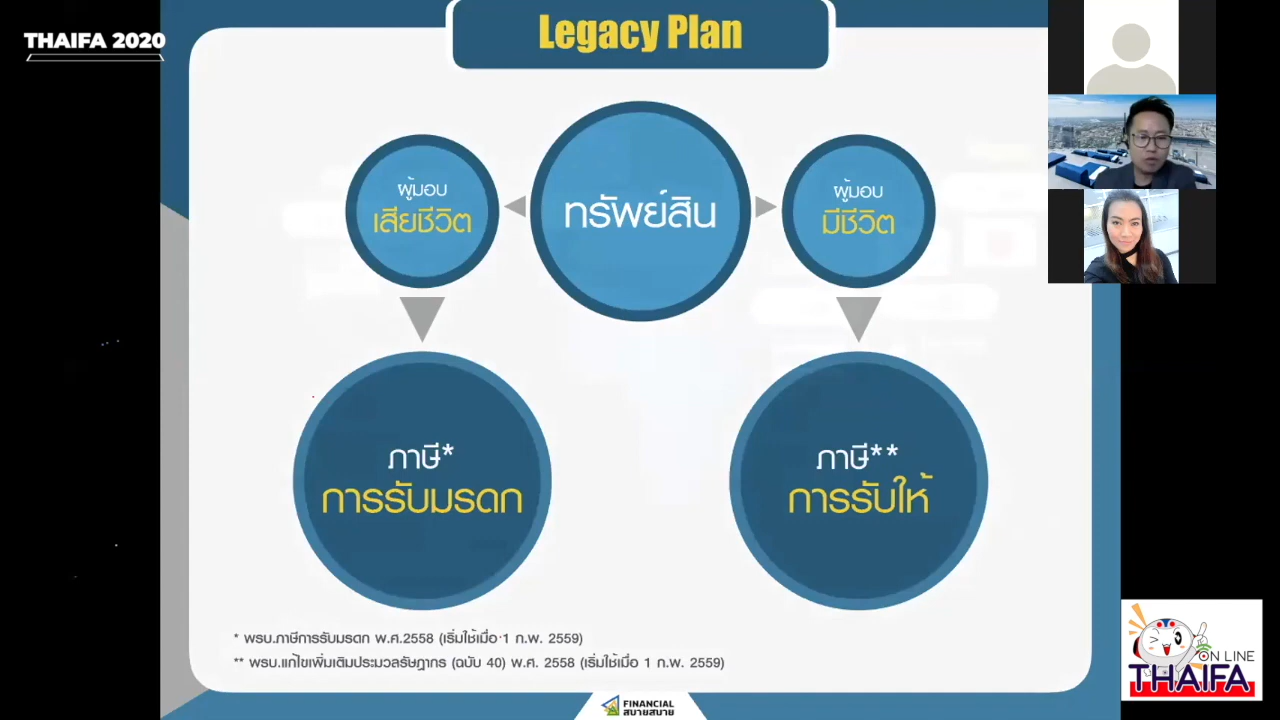 THAIFA 2020
Legacy Plan
ผู้มอบ
เสียชีวิต
ทรัพย์สิน
ผู้มอบ
มีชีวิต
ภาษี*
การรับมรดก
ภาษี**
การรับให้
* พรบ.ภาษีการรับมรดก พ.ศ.2558 (เริ่มใช้เมื่อ 1 ก.พ. 2559)
** พรบ.แก้ไขเพิ่มเติมประมวลรัษฎากร (ฉบับ 40) พ.ศ. 2558 (เริ่มใช้เมื่อ 1 ก.พ. 2559)
FINANCIAL
สบายสบาย
ON LINE
THAIFA